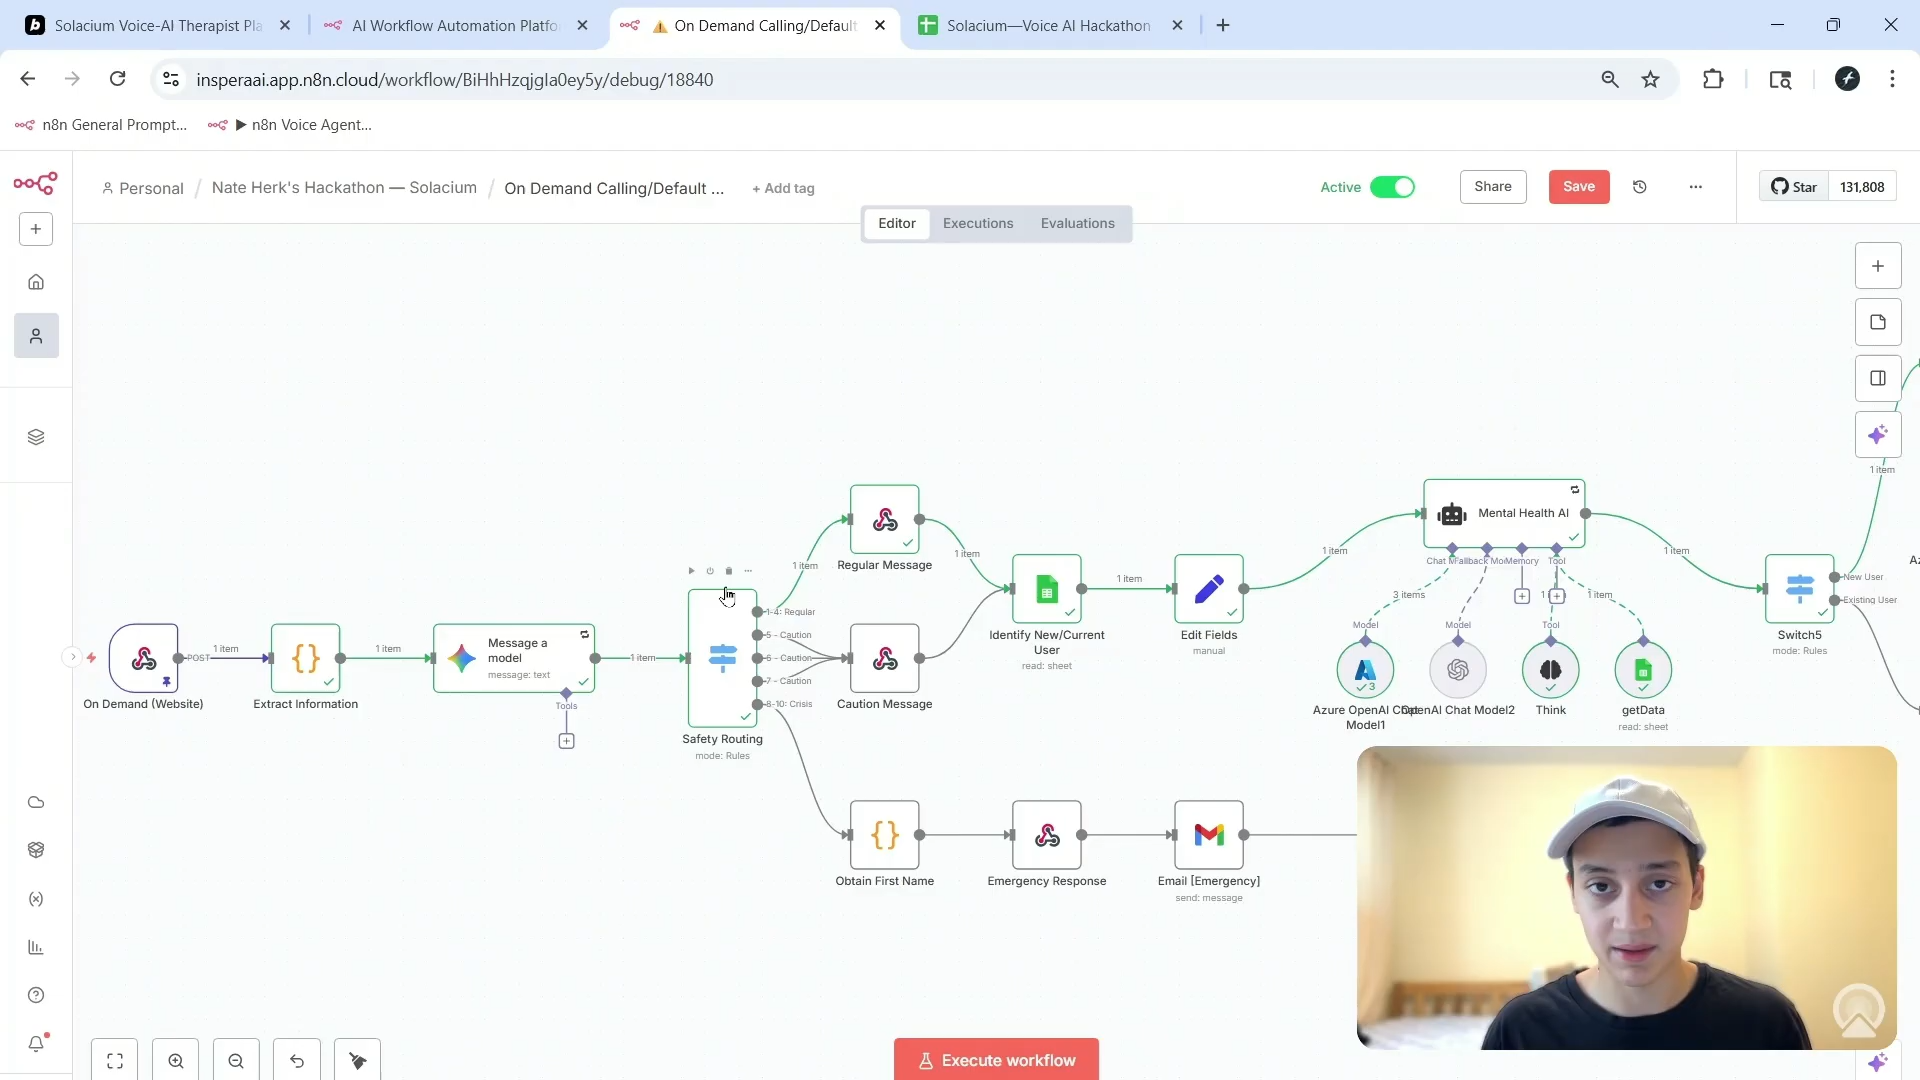 Solacium Voice-AI Therapist Pla
AI Workflow Automation Platfo
On Demand Calling/Default
Solacium—Voice AI Hackathon
insperaai.app.n8n.cloud/workflow/BiHhHzqjgla0ey5y/debug/18840
n8n General Prompt...
▶ n8n Voice Agent...
Personal / Nate Herk's Hackathon — Solacium / On Demand Calling/Default ...
+ Add tag
Active
Share
Save
Star
131,808
Editor
Executions
Evaluations
1 item
Regular Message
1 item
1 item
1 item
Mental Health AI
1 item
Chat M
Fallback Mo
Memory
Tool
New User
Existing User
1-4: Regular
5 - Caution
6 - Caution
7 - Caution
8-10: Crisis
Identify New/Current
User
read: sheet
Edit Fields
manual
3 items
1 item
Model
Model
Tool
Switch5
mode: Rules
POST
1 item
1 item
Message a
model
message: text
1 item
On Demand (Website)
Extract Information
Tools
Caution Message
Safety Routing
mode: Rules
3
Azure OpenAI Chat
Model1
OpenAI Chat Model2
Think
getData
read: sheet
Obtain First Name
Emergency Response
Email [Emergency]
send: message
Execute workflow